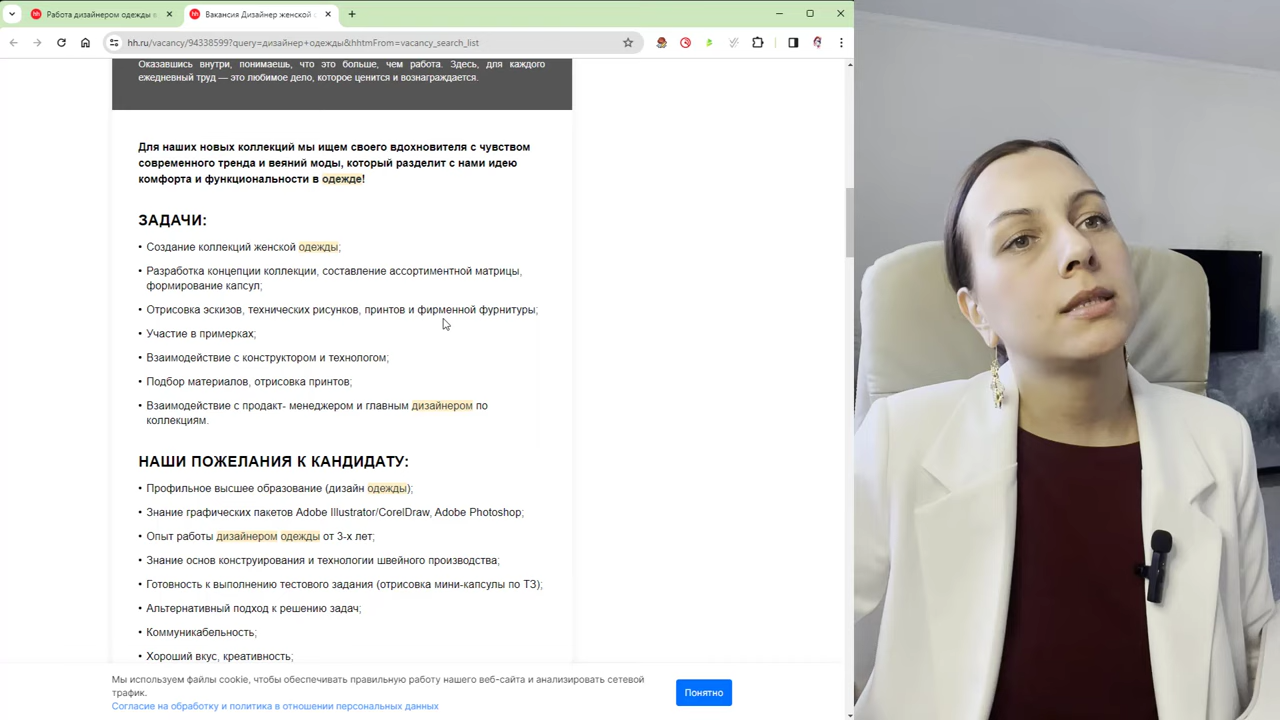 Работа дизайнером одежды в
Вакансия Дизайнер женской о
hh.ru/vacancy/94338599?query=дизайнер+одежды&hhtmFrom=vacancy_search_list
Оказавшись внутри, понимаешь, что это больше, чем работа. Здесь, для каждого
ежедневный труд — это любимое дело, которое ценится и вознаграждается.
Для наших новых коллекций мы ищем своего вдохновителя с чувством
современного тренда и веяний моды, который разделит с нами идею
комфорта и функциональности в одежде!
ЗАДАЧИ:
• Создание коллекций женской одежды;
• Разработка концепции коллекции, составление ассортиментной матрицы,
формирование капсул;
• Отрисовка эскизов, технических рисунков, принтов и фирменной фурнитуры;
• Участие в примерках;
• Взаимодействие с конструктором и технологом;
• Подбор материалов, отрисовка принтов;
• Взаимодействие с продакт- менеджером и главным дизайнером по
коллекциям.
НАШИ ПОЖЕЛАНИЯ К КАНДИДАТУ:
• Профильное высшее образование (дизайн одежды);
• Знание графических пакетов Adobe Illustrator/CorelDraw, Adobe Photoshop;
• Опыт работы дизайнером одежды от 3-х лет;
• Знание основ конструирования и технологии швейного производства;
• Готовность к выполнению тестового задания (отрисовка мини-капсулы по ТЗ);
• Альтернативный подход к решению задач;
• Коммуникабельность;
• Хороший вкус, креативность;
Мы используем файлы cookie, чтобы обеспечивать правильную работу нашего веб-сайта и анализировать сетевой
трафик.
Согласие на обработку и политика в отношении персональных данных
Понятно